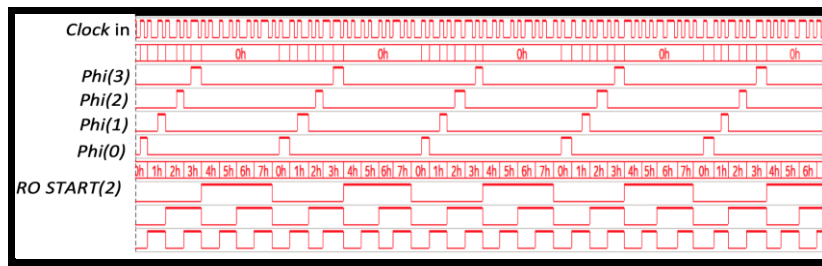 Clock in
0h 0h 0h 0h 0h
Phi(3)
Phi(2)
Phi(1)
Phi(0)
0h 1h 2h 3h 4h 5h 6h 7h 0h 1h 2h 3h 4h 5h 6h 7h 0h 1h 2h 3h 4h 5h 6h 7h 0h 1h 2h 3h 4h 5h 6h 7h 0h 1h 2h 3h 4h 5h 6h
RO START(2)